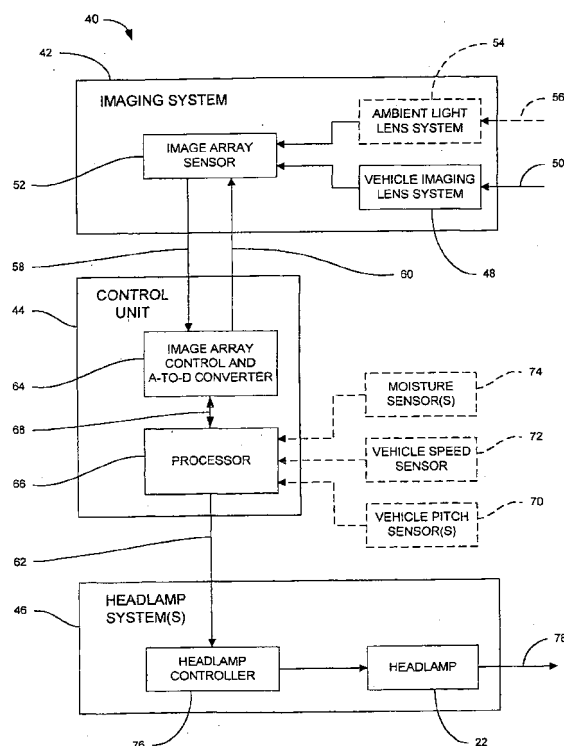 40
42
54
IMAGING SYSTEM
AMBIENT LIGHT
LENS SYSTEM
56
52
IMAGE ARRAY
SENSOR
VEHICLE IMAGING
LENS SYSTEM
50
58
60
48
44
CONTROL
UNIT
64
IMAGE ARRAY
CONTROL AND
A-TO-D CONVERTER
MOISTURE
SENSOR(S)
74
68
66
PROCESSOR
VEHICLE SPEED
SENSOR
72
VEHICLE PITCH
SENSOR(S)
70
62
46
HEADLAMP
SYSTEM(S)
78
HEADLAMP
CONTROLLER
HEADLAMP
76
22